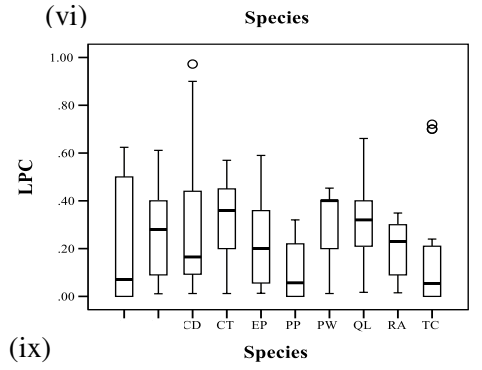 (vi) Species
1.00
.80
.60
.40
.20
.00
LPC
CD CT EP PP PW QL RA TC
(ix) Species